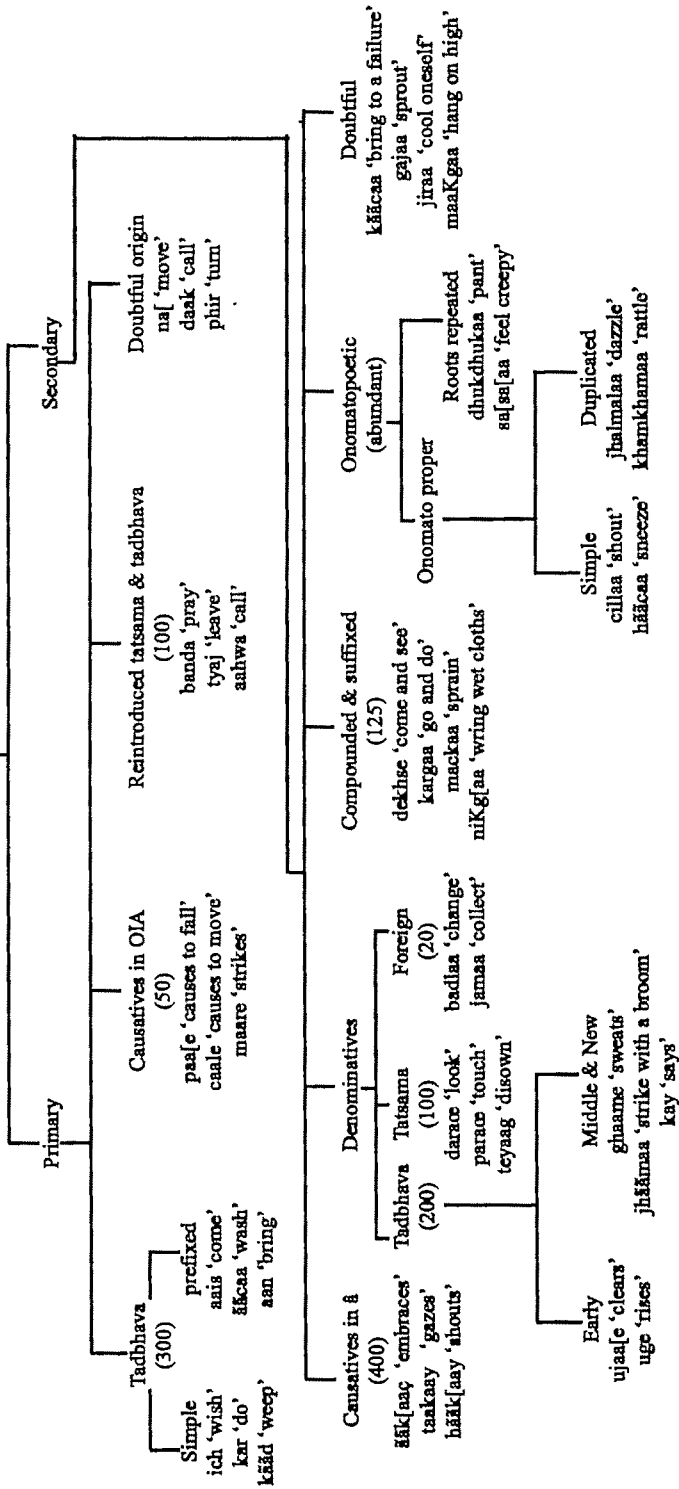 Primary
Secondary
Tadbhava
(300)
Simple
ich ‘wish’
kar ‘do’
kããd ‘weep’
prefixed
aais ‘come’
ããcaa ‘wash’
aan ‘bring’
Causatives in OIA
(50)
paa[e ‘causes to fall’
caale ‘causes to move’
maare ‘strikes’
Reintroduced tatsama & tadbhava
(100)
banda ‘pray’
tyaj ‘leave’
aahwa ‘call’
Doubtful origin
na[ ‘move’
daak ‘call’
phir ‘turn’
Causatives in â
(400)
ããk[aaç ‘embraces’
taakaay ‘gazes’
hããk[aay ‘shouts’
Denominatives
Tadbhava
(200)
Early
ujaa[e ‘clears’
uge ‘rises’
Middle & New
ghaame ‘sweats’
jhããmaa ‘strike with a broom’
kay ‘says’
Tatsama
(100)
darace ‘look’
parace ‘touch’
teyaag ‘disown’
Foreign
(20)
badlaa ‘change’
jamaa ‘collect’
Compounded & suffixed
(125)
dekhse ‘come and see’
kargaa ‘go and do’
mackaa ‘sprain’
niKg[aa ‘wring wet cloths’
Onomatopoetic
(abundant)
Onomato proper
Simple
cillaa ‘shout’
hããcaa ‘sneeze’
Duplicated
jhalmalaa ‘dazzle’
khamkhamaa ‘rattle’
Roots repeated
dhukdhukaa ‘pant’
sa[sa[aa ‘feel creepy’
Doubtful
kããcaa ‘bring to a failure’
gajaa ‘sprout’
jiraa ‘cool oneself’
maaKgaa ‘hang on high’